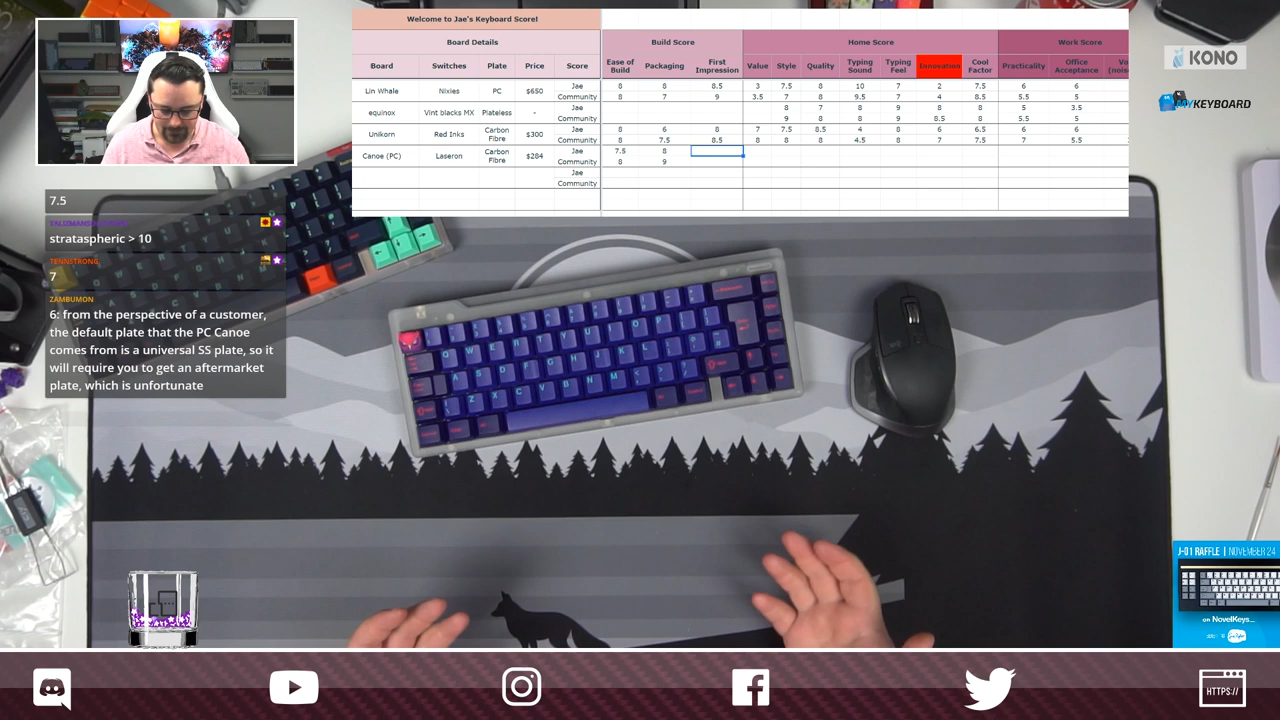 Welcome to Jae's Keyboard Score!
Board Details
Build Score
Home Score
Work Score
Board Switches Plate Price Score Ease of Build Packaging First Impression Value Style Quality Typing Sound Typing Feel Innovation Cool Factor Practicality Office Acceptance
Lin Whale Nixies PC $650
Jae 8 8 8.5 3 7.5 8 10 7 2 7.5 6 6
Community 8 7 9 3.5 7 8 9.5 7 4 8.5 5.5 5
equinox Vint blacks MX Plateless -
Jae 8 7 8 9 8 8 5 3.5
Community 9 8 8 9 8.5 8 5.5 5
Unikorn Red Inks Carbon Fibre $300
Jae 8 6 8 7 7.5 8.5 4 8 6 6.5 6 6
Community 8 7.5 8.5 8 8 8 4.5 8 7 7.5 7 5.5
Canoe (PC) Laseron Carbon Fibre $284
Jae 7.5 8
Community 8 9
Jae
Community
KONO
MYKEYBOARD
7.5
strataspheric > 10
TENNSTRONG
7
ZAMBUMON
6: from the perspective of a customer,
the default plate that the PC Canoe
comes from is a universal SS plate, so it
will require you to get an aftermarket
plate, which is unfortunate
J-01 RAFFLE | NOVEMBER 24
on NovelKeys_
HTTPS://